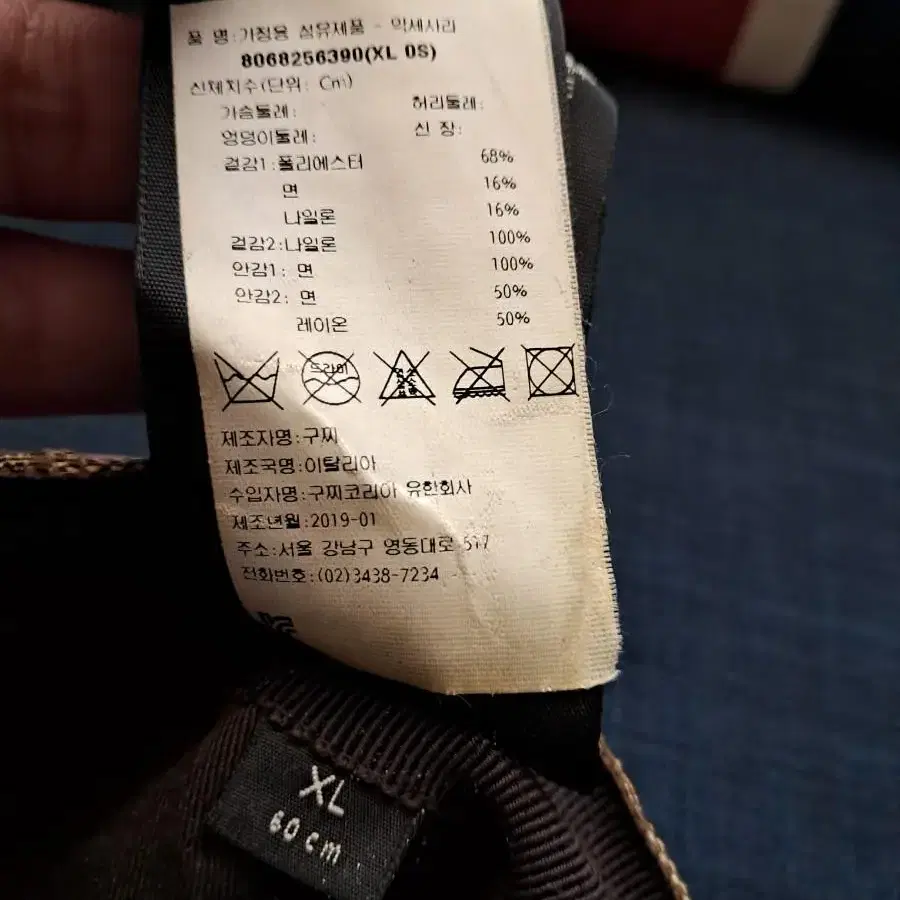 품 명:가정용 섬유제품 - 악세사리
8068256390(XL 0S)
신체치수(단위: Cm)
가슴둘레: 허리둘레:
엉덩이둘레: 신 장:
겉감1:폴리에스터 68%
면 16%
나일론 16%
겉감2:나일론 100%
안감1: 면 100%
안감2: 면 50%
레이온 50%
드라이
제조자명:구찌
제조국명:이탈리아
수입자명:구찌코리아 유한회사
제조년월:2019-01
주소:서울 강남구 영동대로 517
전화번호:(02)3438-7234
XL
60cm